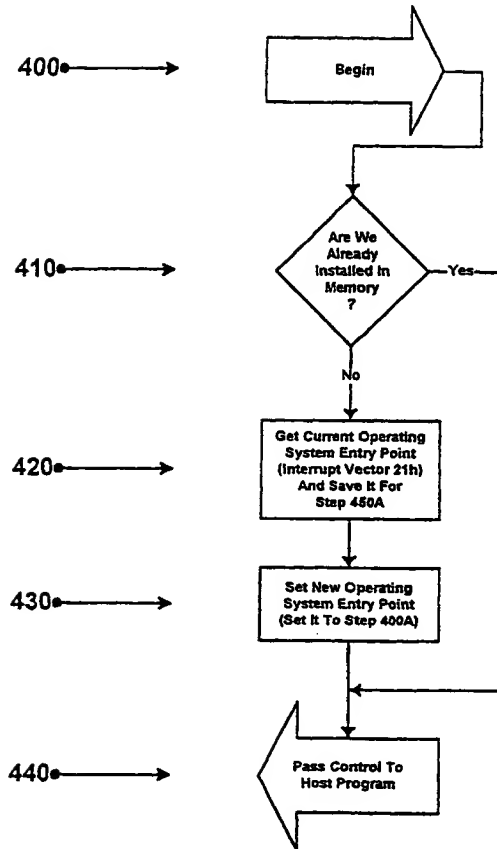 400
Begin
410
Are We
Already
Installed In
Memory
?
Yes
No
420
Get Current Operating
System Entry Point
(Interrupt Vector 21h)
And Save It For
Step 450A
430
Set New Operating
System Entry Point
(Set It To Step 400A)
440
Pass Control To
Host Program